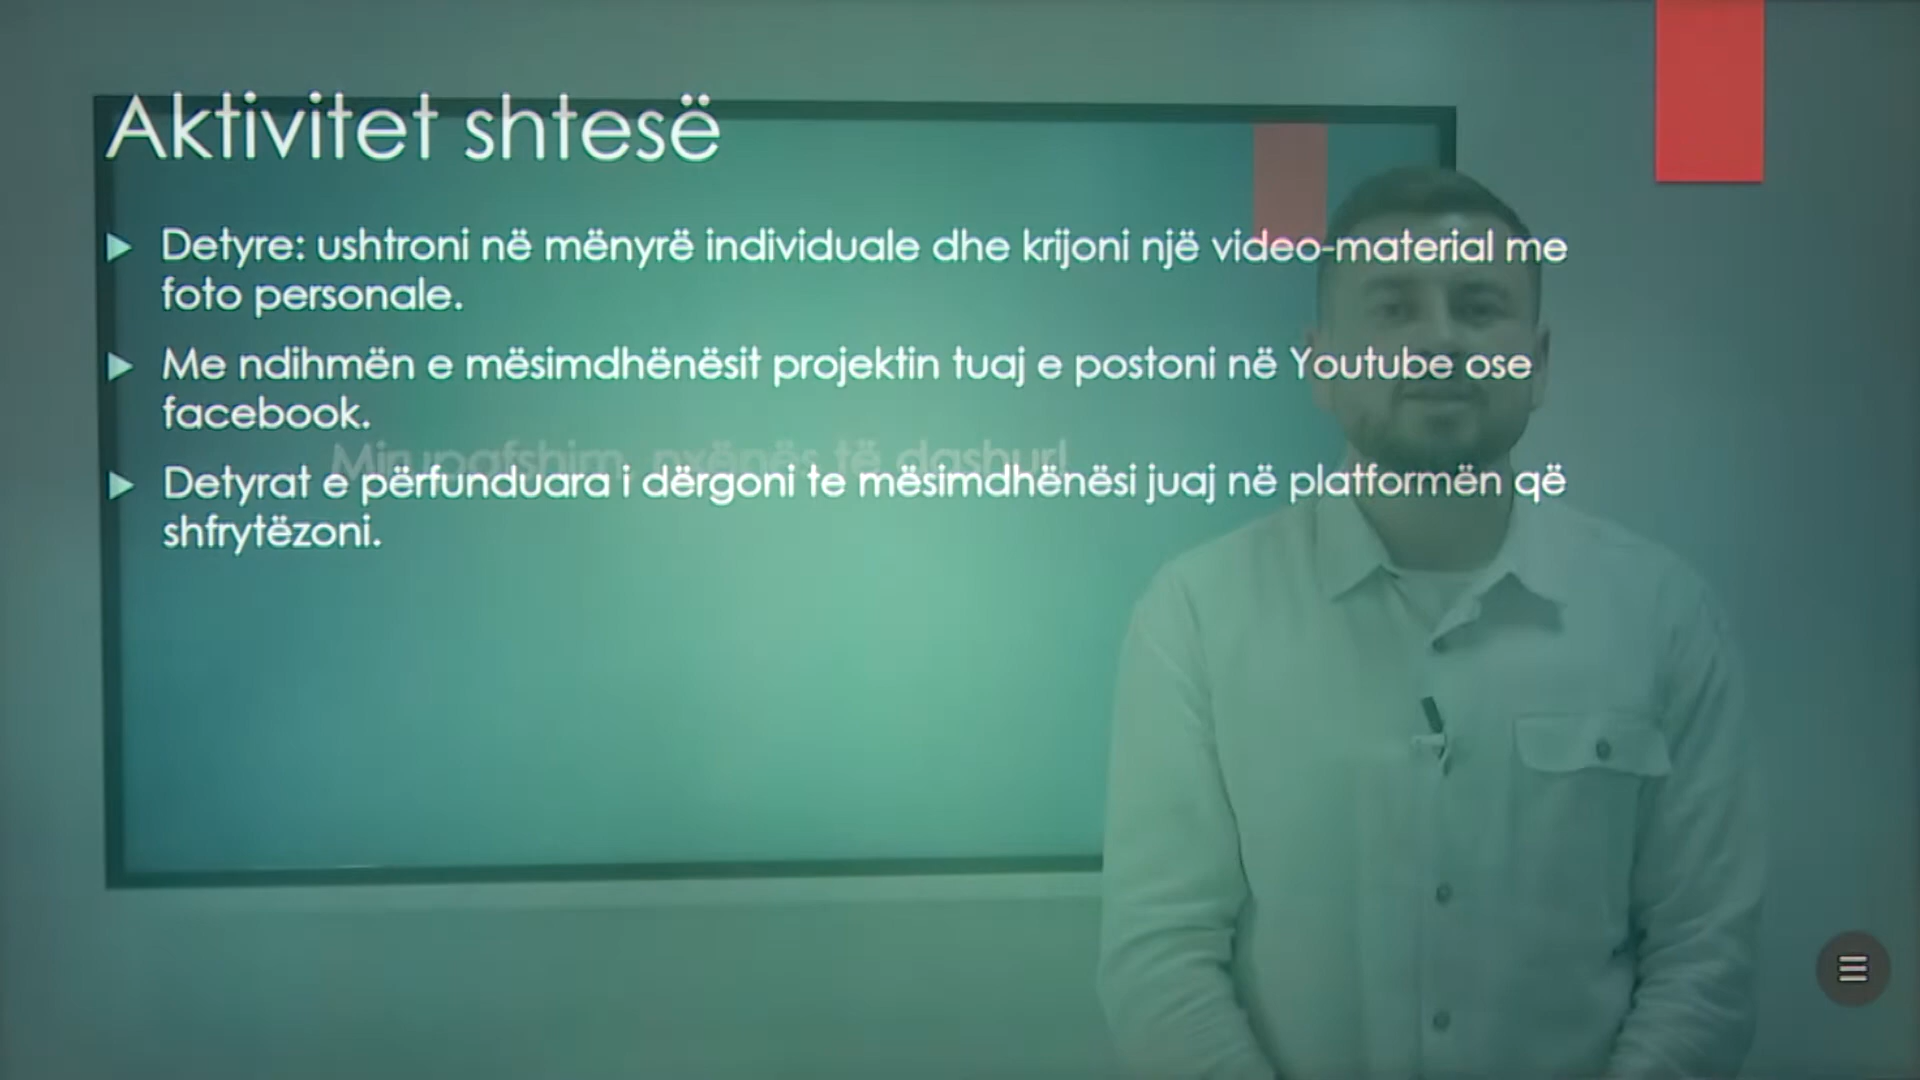 Aktivitet shtesë
Detyre: ushtroni në mënyrë individuale dhe krijoni një video-material me
foto personale.
Me ndihmën e mësimdhënësit projektin tuaj e postoni në Youtube ose
facebook.
Mirupafshim, nxënës të dashur!
Detyrat e përfunduara i dërgoni te mësimdhënësi juaj në platformën që
shfrytëzoni.